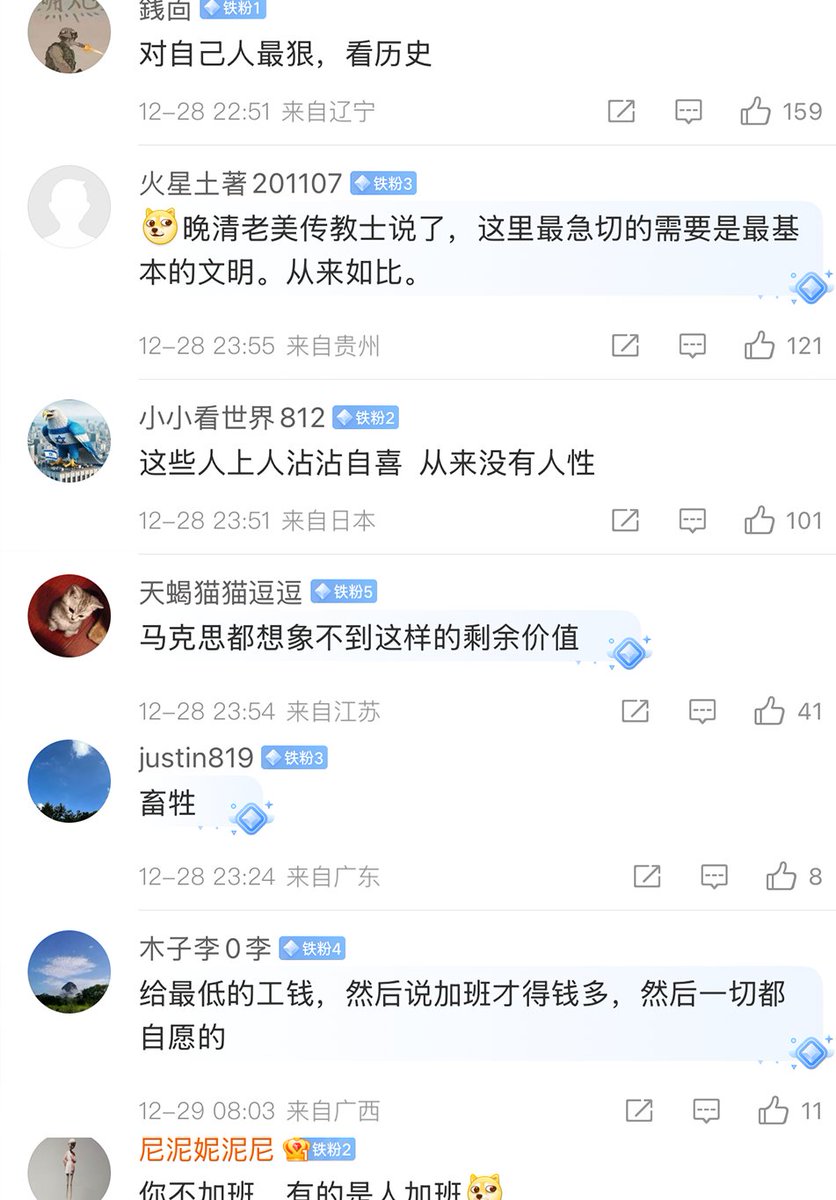 铁粉1
对自己人最狠，看历史
12-28 22:51 来自辽宁 159
火星土著201107 铁粉3
晚清老美传教士说了，这里最急切的需要是最基
本的文明。从来如比。
12-28 23:55 来自贵州 121
小小看世界812 铁粉2
这些人上人沾沾自喜 从来没有人性
12-28 23:51 来自日本 101
天蝎猫猫逗逗 铁粉5
马克思都想象不到这样的剩余价值
12-28 23:54 来自江苏 41
justin819 铁粉3
畜牲
12-28 23:24 来自广东 8
木子李0李 铁粉4
给最低的工钱，然后说加班才得钱多，然后一切都
自愿的
12-29 08:03 来自广西 11
尼泥妮泥尼 铁粉2
你不加班，有的是人加班